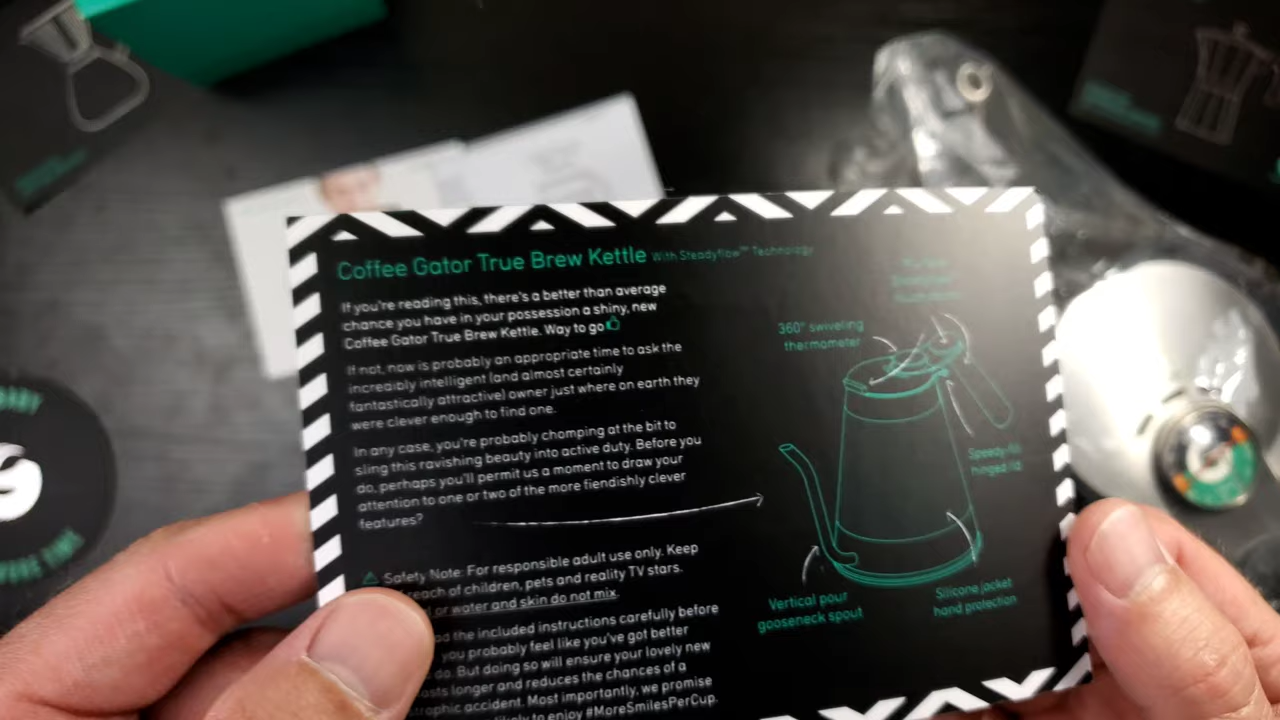 Coffee Gator True Brew Kettle With Steadyflow™ Technology
If you're reading this, there's a better than average
chance you have in your possession a shiny, new
Coffee Gator True Brew Kettle. Way to go
If not, now is probably an appropriate time to ask the
incredibly intelligent (and almost certainly
fantastically attractive) owner just where on earth they
were clever enough to find one.
In any case, you're probably chomping at the bit to
sling this ravishing beauty into active duty. Before you
do, perhaps you'll permit us a moment to draw your
attention to one or two of the more fiendishly clever
features?
Safety Note: For responsible adult use only. Keep
reach of children, pets and reality TV stars.
or water and skin do not mix.
the included instructions carefully before
you probably feel like you've got better
do. But doing so will ensure your lovely new
longer and reduces the chances of a
accident. Most importantly, we promise
to enjoy #MoreSmilesPerCup.
360° swiveling
thermometer
Speedy-fill
hinged lid
Vertical pour
gooseneck spout
Silicone jacket
hand protection